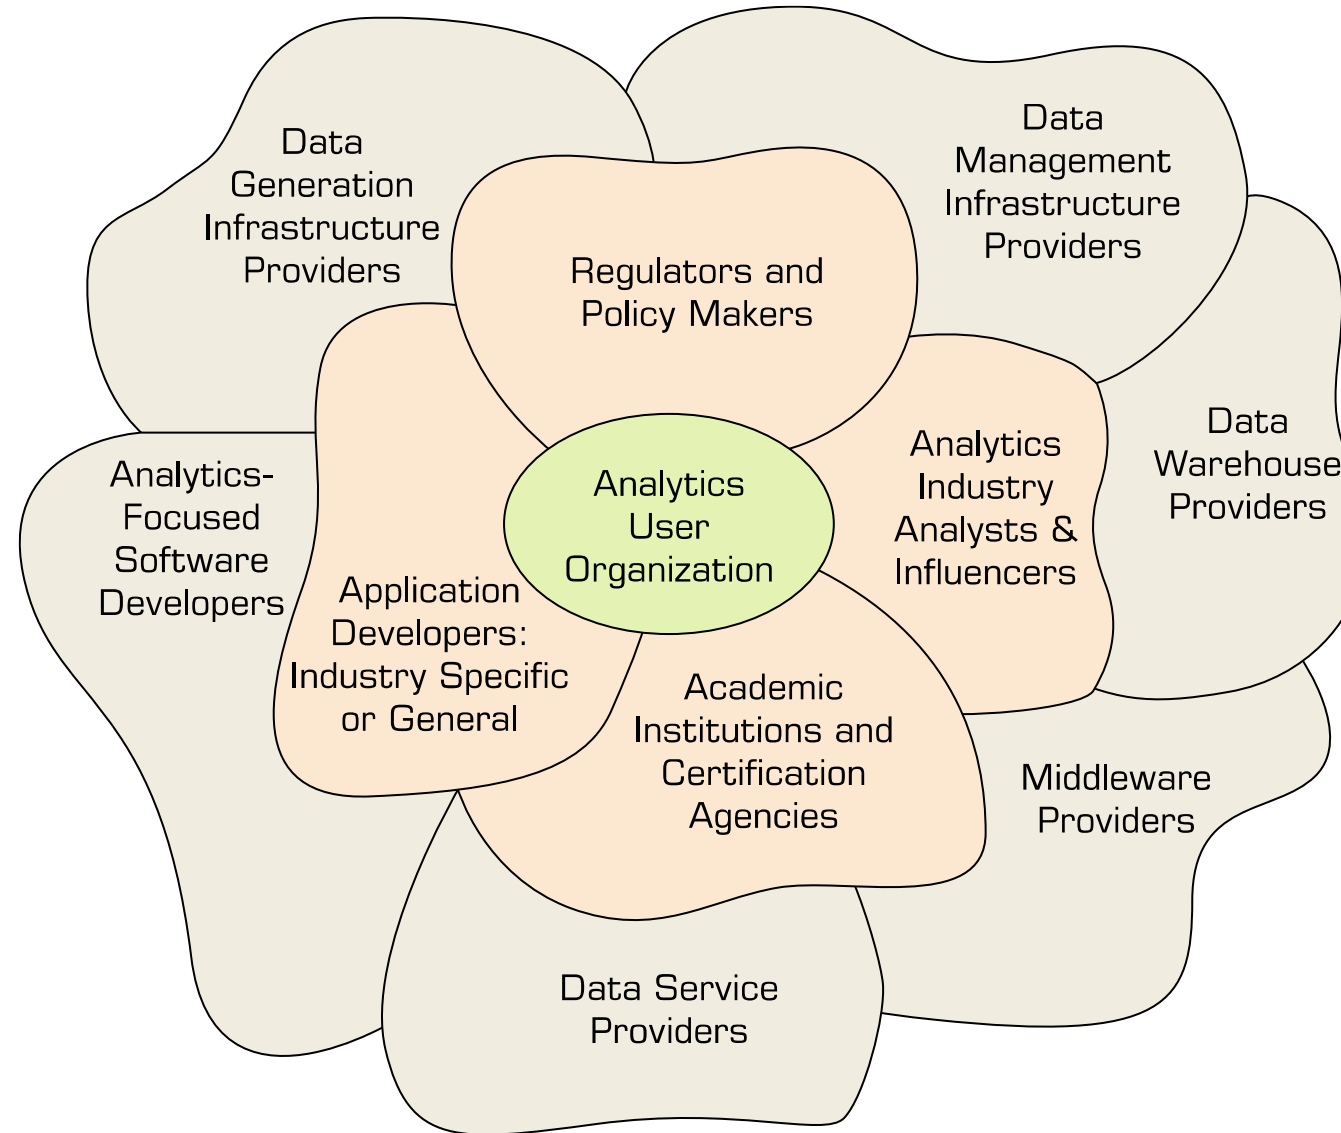 Data
Generation
Infrastructure
Providers
Data
Management
Infrastructure
Providers
Regulators and
Policy Makers
Data
Warehouse
Providers
Analytics
Industry
Analysts &
Influencers
Analytics-
Focused
Software
Developers
Analytics
User
Organization
Application
Developers:
Industry Specific
or General
Academic
Institutions and
Certification
Agencies
Middleware
Providers
Data Service
Providers